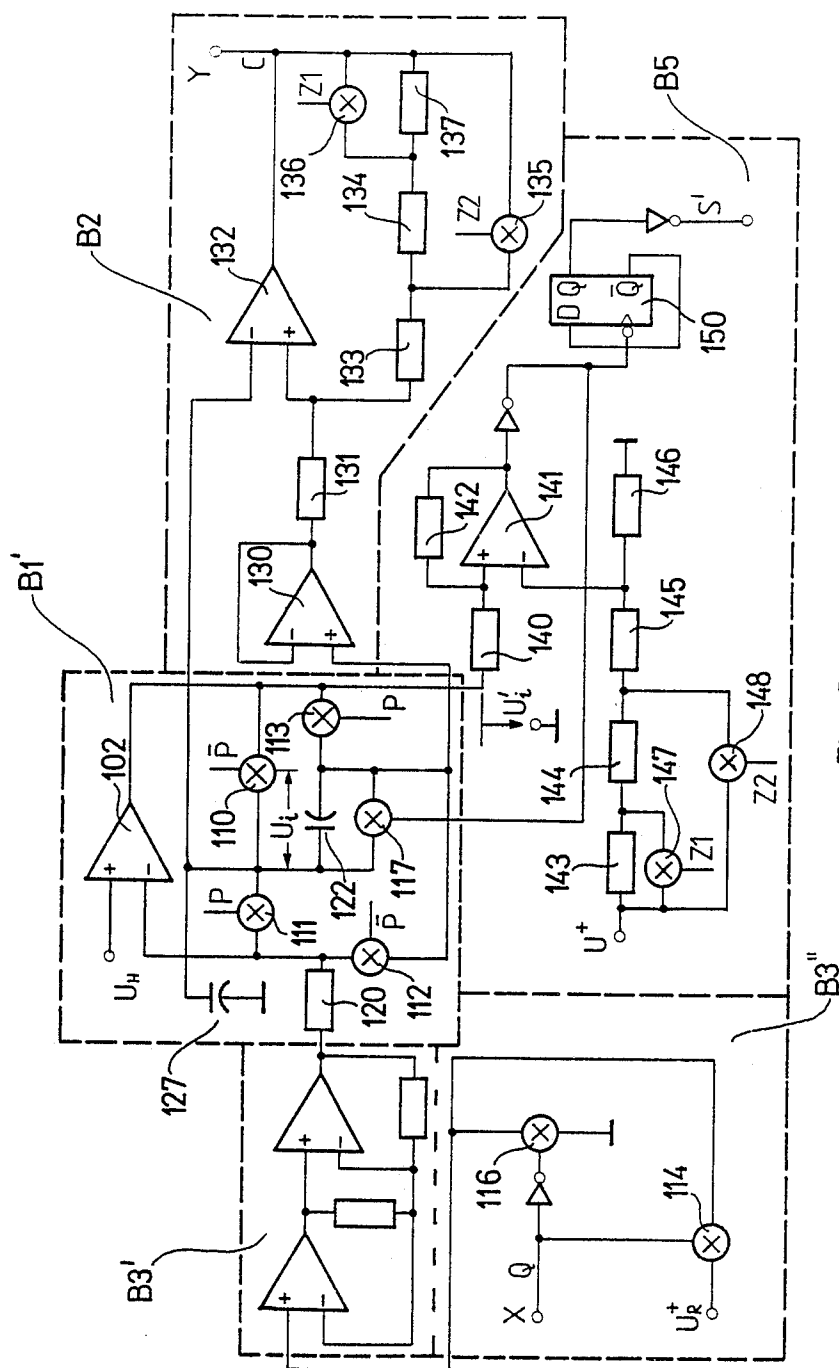 B1'
B2
Y
C
102
132
136
Z1
137
134
Z2
135
133
131
130
U_H
+
-
-
+
-
+
P̄
110
113
P
U_i
122
117
111
P
P̄
112
120
127
B3'
+
-
+
-
142
141
+
-
140
U_i'
146
145
144
143
147
Z1
148
Z2
U⁺
D Q
Q̄
150
S'
B5
B3"
116
114
X
Q
U_R⁺